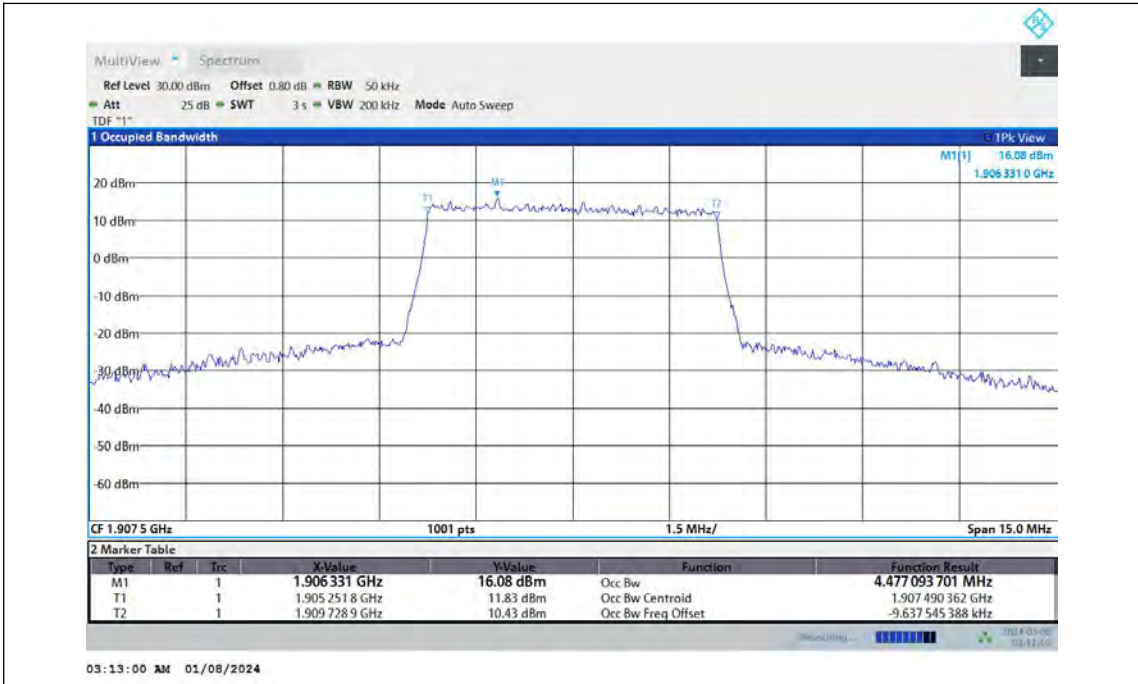 MultiView Spectrum
Ref Level 30.00 dBm Offset 0.80 dB RBW 50 kHz
Att 25 dB SWT 3 s VBW 200 kHz Mode Auto Sweep
TDF "1"
1 Occupied Bandwidth 1Pk View
M1[1] 16.08 dBm
1.906 331 0 GHz
20 dBm
M1
T1
T2
10 dBm
0 dBm
-10 dBm
-20 dBm
-30 dBm
-40 dBm
-50 dBm
-60 dBm
CF 1.907 5 GHz 1001 pts 1.5 MHz/ Span 15.0 MHz
2 Marker Table
Type Ref Trc X-Value Y-Value Function Function Result
M1 1 1.906 331 GHz 16.08 dBm Occ Bw 4.477 093 701 MHz
T1 1 1.905 251 8 GHz 11.83 dBm Occ Bw Centroid 1.907 490 362 GHz
T2 1 1.909 728 9 GHz 10.43 dBm Occ Bw Freq Offset -9.637 545 388 kHz
03:13:00 AM 01/08/2024